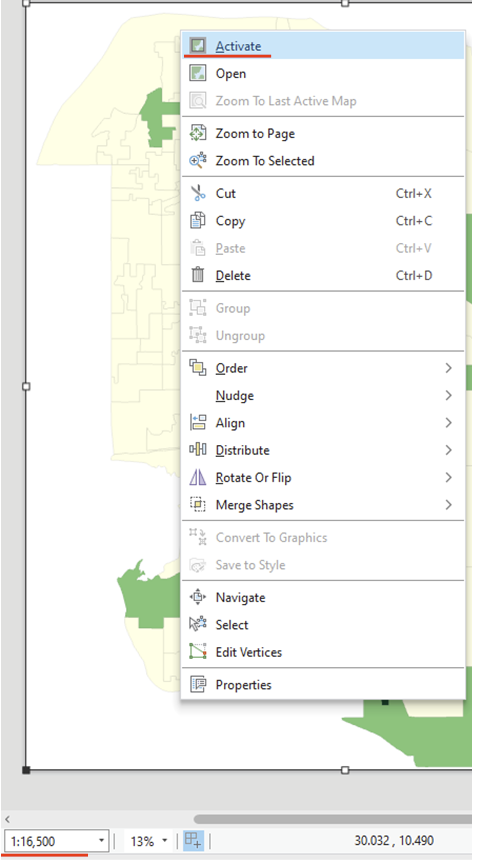 Activate
Open
Zoom To Last Active Map
Zoom to Page
Zoom To Selected
Cut Ctrl+X
Copy Ctrl+C
Paste Ctrl+V
Delete Ctrl+D
Group
Ungroup
Order
Nudge
Align
Distribute
Rotate Or Flip
Merge Shapes
Convert To Graphics
Save to Style
Navigate
Select
Edit Vertices
Properties
1:16,500 13% 30.032 , 10.490